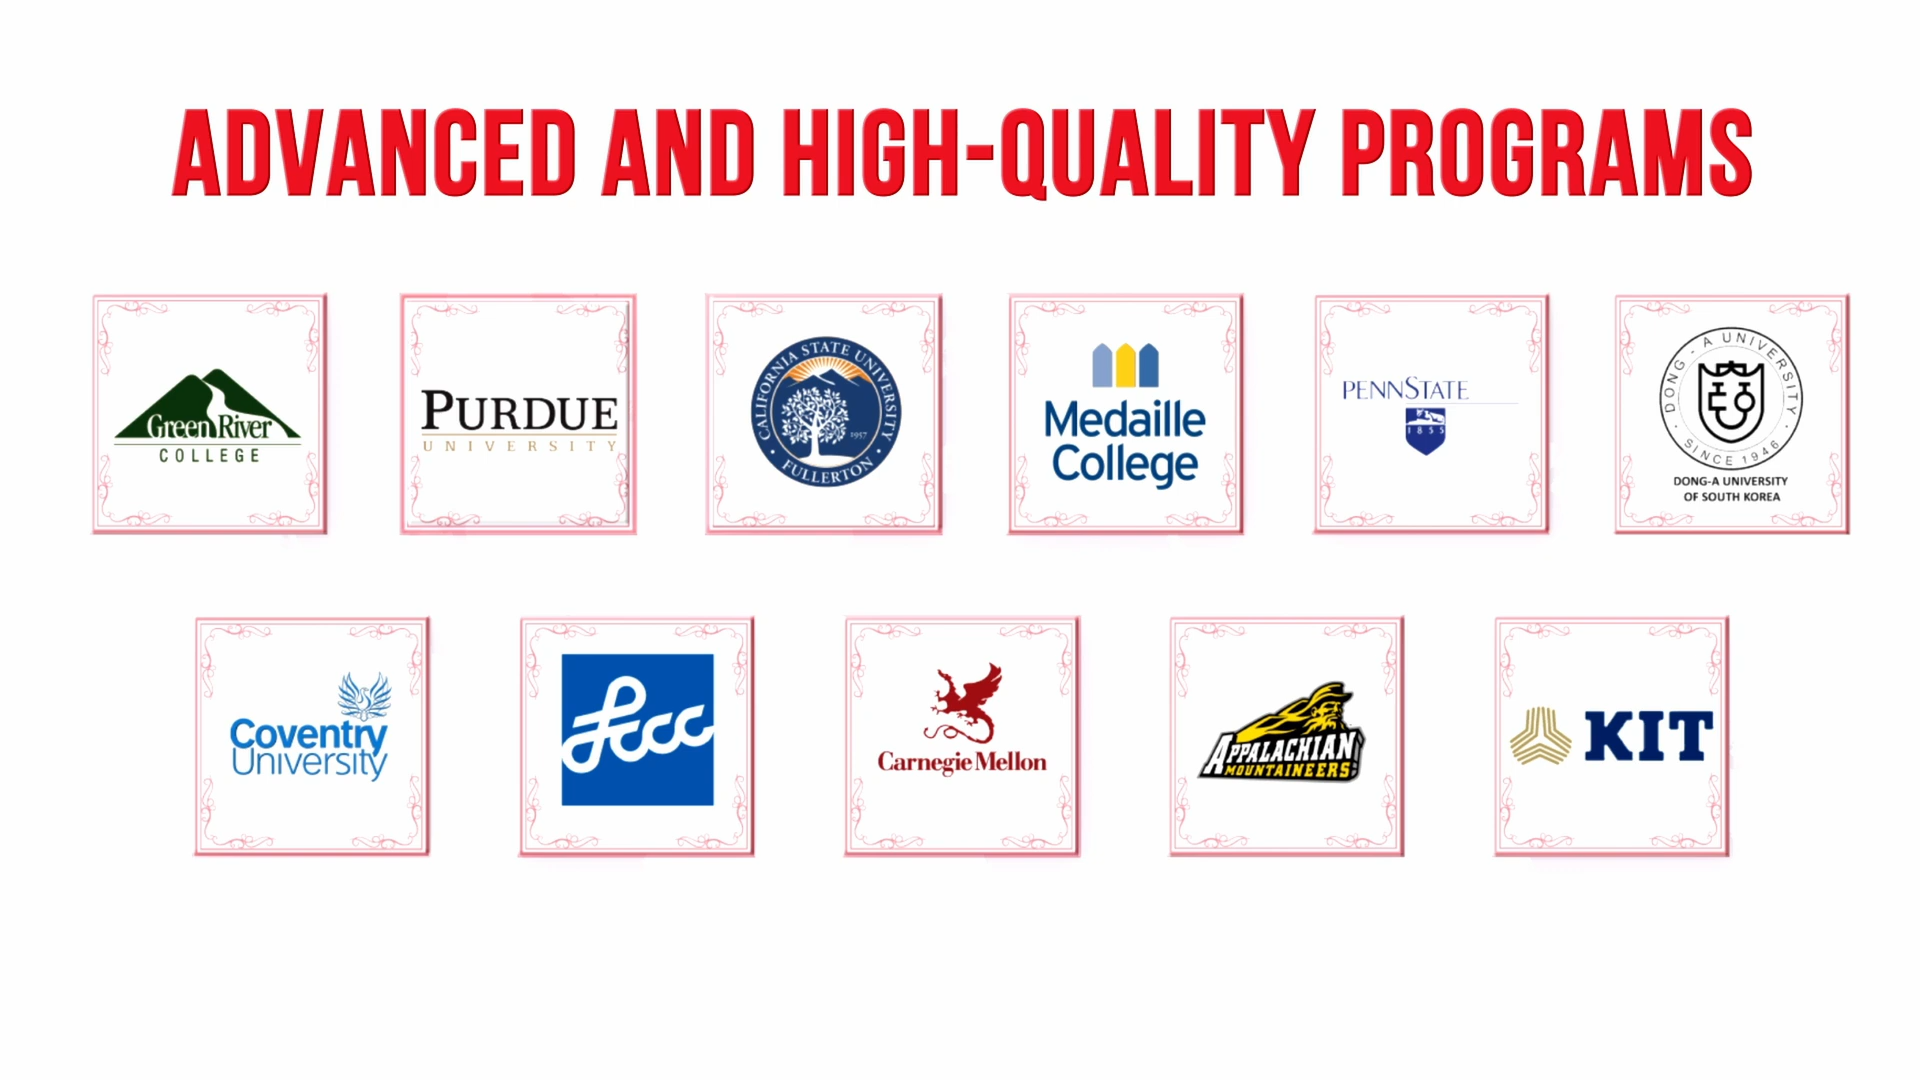 ADVANCED AND HIGH-QUALITY PROGRAMS
Green River
COLLEGE
PURDUE
UNIVERSITY
CALIFORNIA STATE UNIVERSITY
1957
FULLERTON
Medaille
College
PENNSTATE
1855
DONG-A UNIVERSITY
SINCE 1946
DONG-A UNIVERSITY
OF SOUTH KOREA
Coventry
University
Lccc
Carnegie Mellon
APPALACHIAN
MOUNTAINEERS
KIT